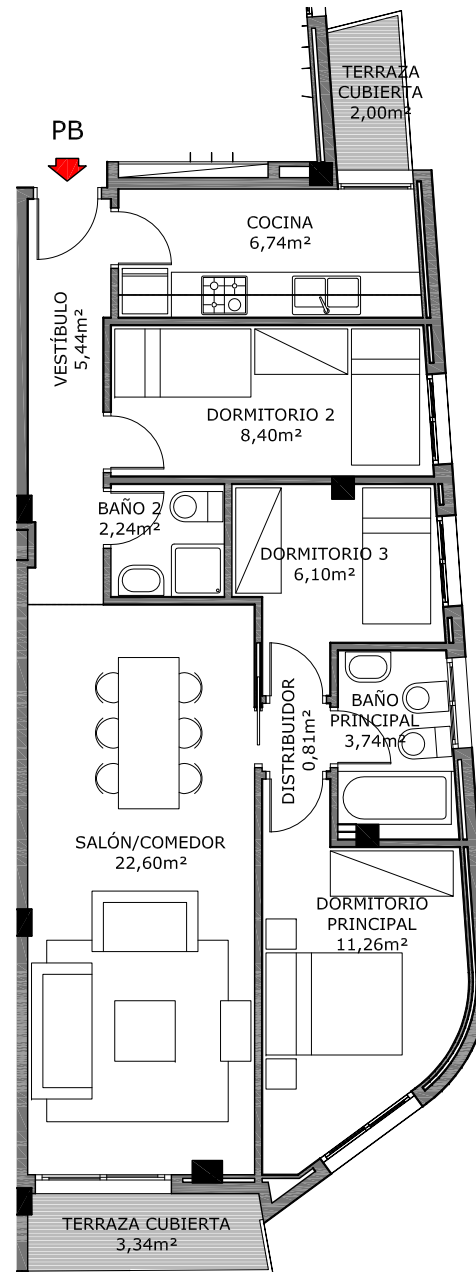 TERRAZA
CUBIERTA
2,00m²
PB
COCINA
6,74m²
VESTÍBULO
5,44m²
DORMITORIO 2
8,40m²
BAÑO 2
2,24m²
DORMITORIO 3
6,10m²
DISTRIBUIDOR
0,81m²
BAÑO
PRINCIPAL
3,74m²
SALÓN/COMEDOR
22,60m²
DORMITORIO
PRINCIPAL
11,26m²
TERRAZA CUBIERTA
3,34m²